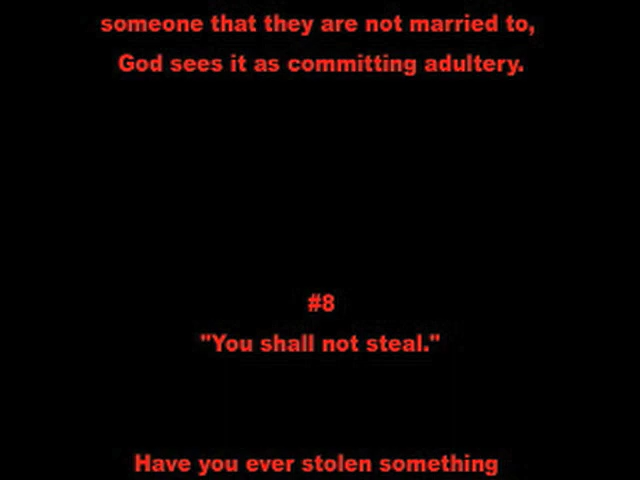 someone that they are not married to,
God sees it as committing adultery.
#8
"You shall not steal."
Have you ever stolen something